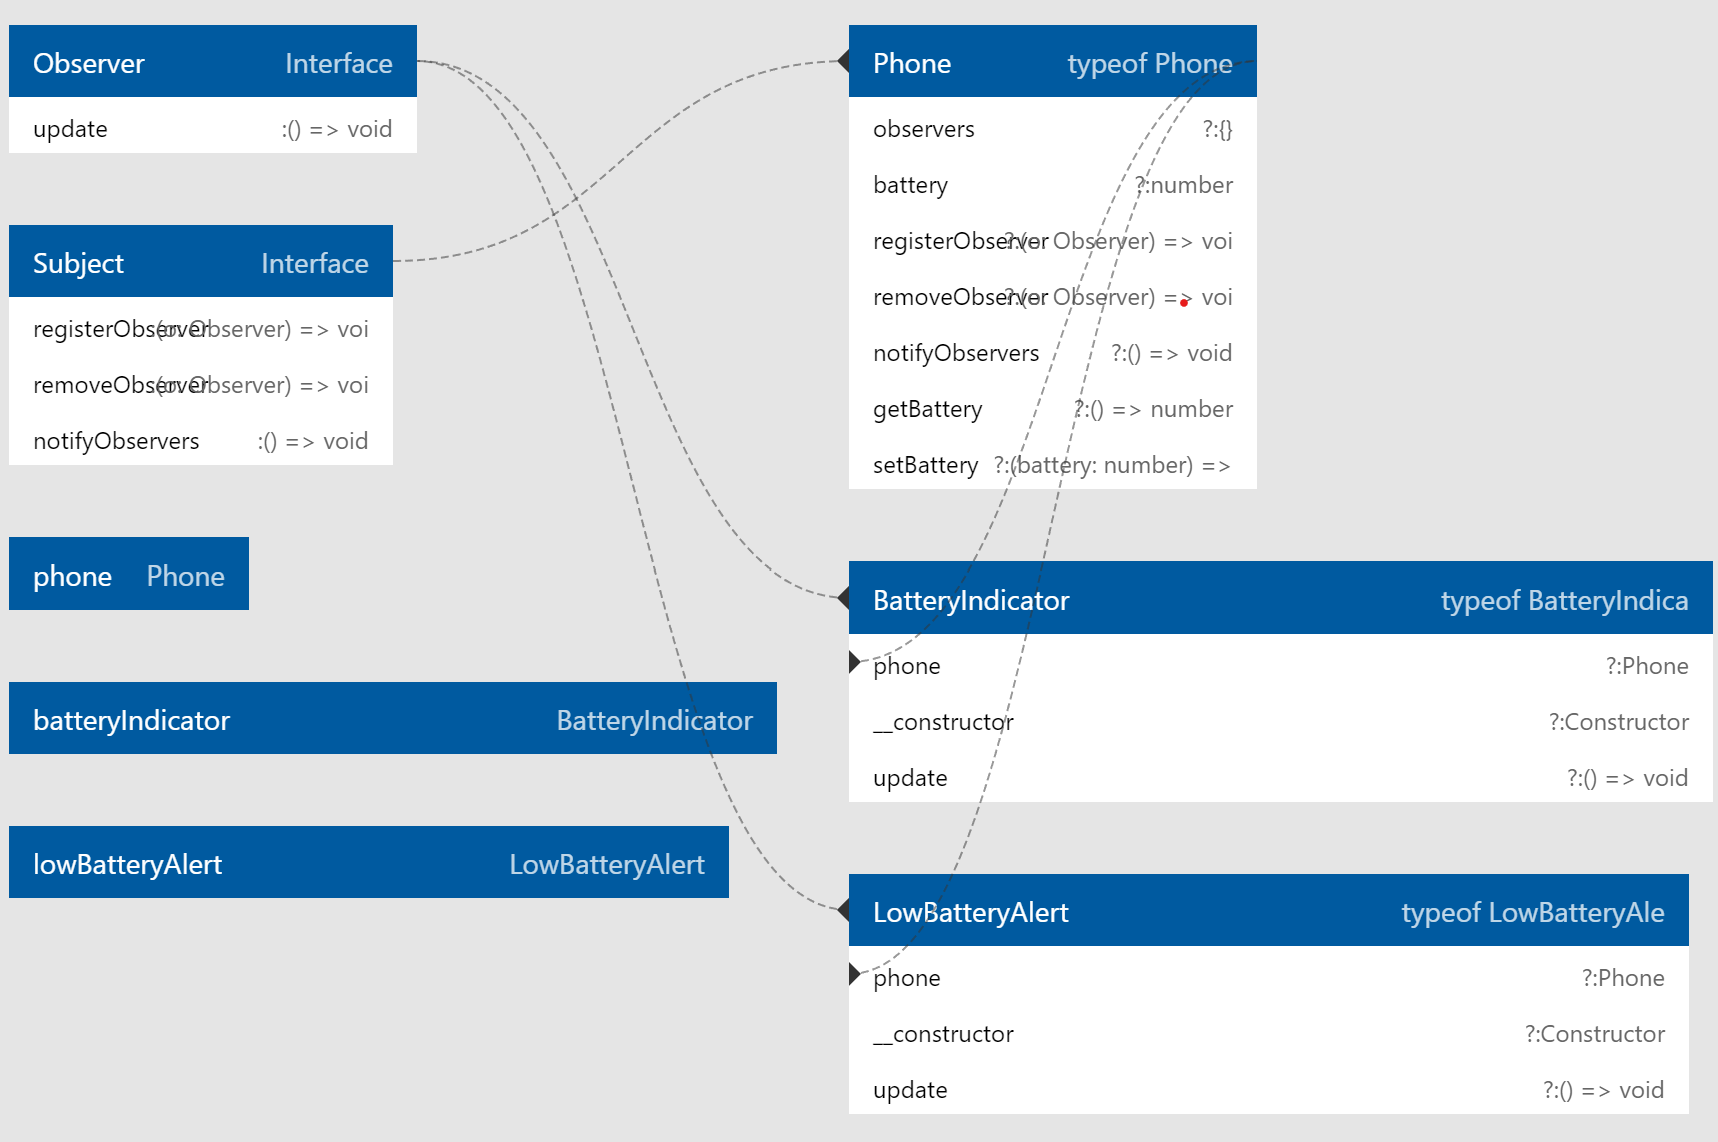 Observer Interface
update :() => void
Subject Interface
registerObserver :(o: Observer) => voi
removeObserver :(o: Observer) => voi
notifyObservers :() => void
phone Phone
batteryIndicator BatteryIndicator
lowBatteryAlert LowBatteryAlert
Phone typeof Phone
observers ?:{}
battery ?:number
registerObserver ?:(o: Observer) => voi
removeObserver ?:(o: Observer) => voi
notifyObservers ?:() => void
getBattery ?:() => number
setBattery ?:(battery: number) =>
BatteryIndicator typeof BatteryIndica
phone ?:Phone
__constructor ?:Constructor
update ?:() => void
LowBatteryAlert typeof LowBatteryAle
phone ?:Phone
__constructor ?:Constructor
update ?:() => void